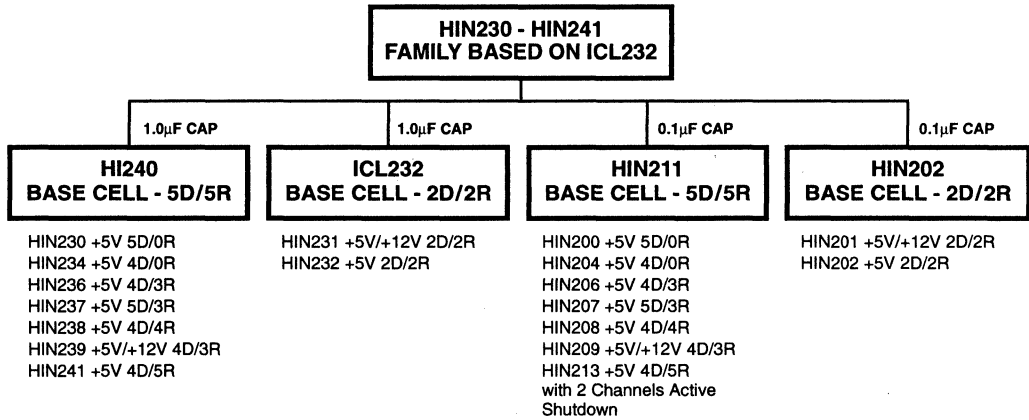 HIN230 - HIN241
FAMILY BASED ON ICL232
1.0μF CAP
1.0μF CAP
0.1μF CAP
0.1μF CAP
HI240
BASE CELL - 5D/5R
ICL232
BASE CELL - 2D/2R
HIN211
BASE CELL - 5D/5R
HIN202
BASE CELL - 2D/2R
HIN230 +5V 5D/0R
HIN234 +5V 4D/0R
HIN236 +5V 4D/3R
HIN237 +5V 5D/3R
HIN238 +5V 4D/4R
HIN239 +5V/+12V 4D/3R
HIN241 +5V 4D/5R
HIN231 +5V/+12V 2D/2R
HIN232 +5V 2D/2R
HIN200 +5V 5D/0R
HIN204 +5V 4D/0R
HIN206 +5V 4D/3R
HIN207 +5V 5D/3R
HIN208 +5V 4D/4R
HIN209 +5V/+12V 4D/3R
HIN213 +5V 4D/5R
with 2 Channels Active
Shutdown
HIN201 +5V/+12V 2D/2R
HIN202 +5V 2D/2R